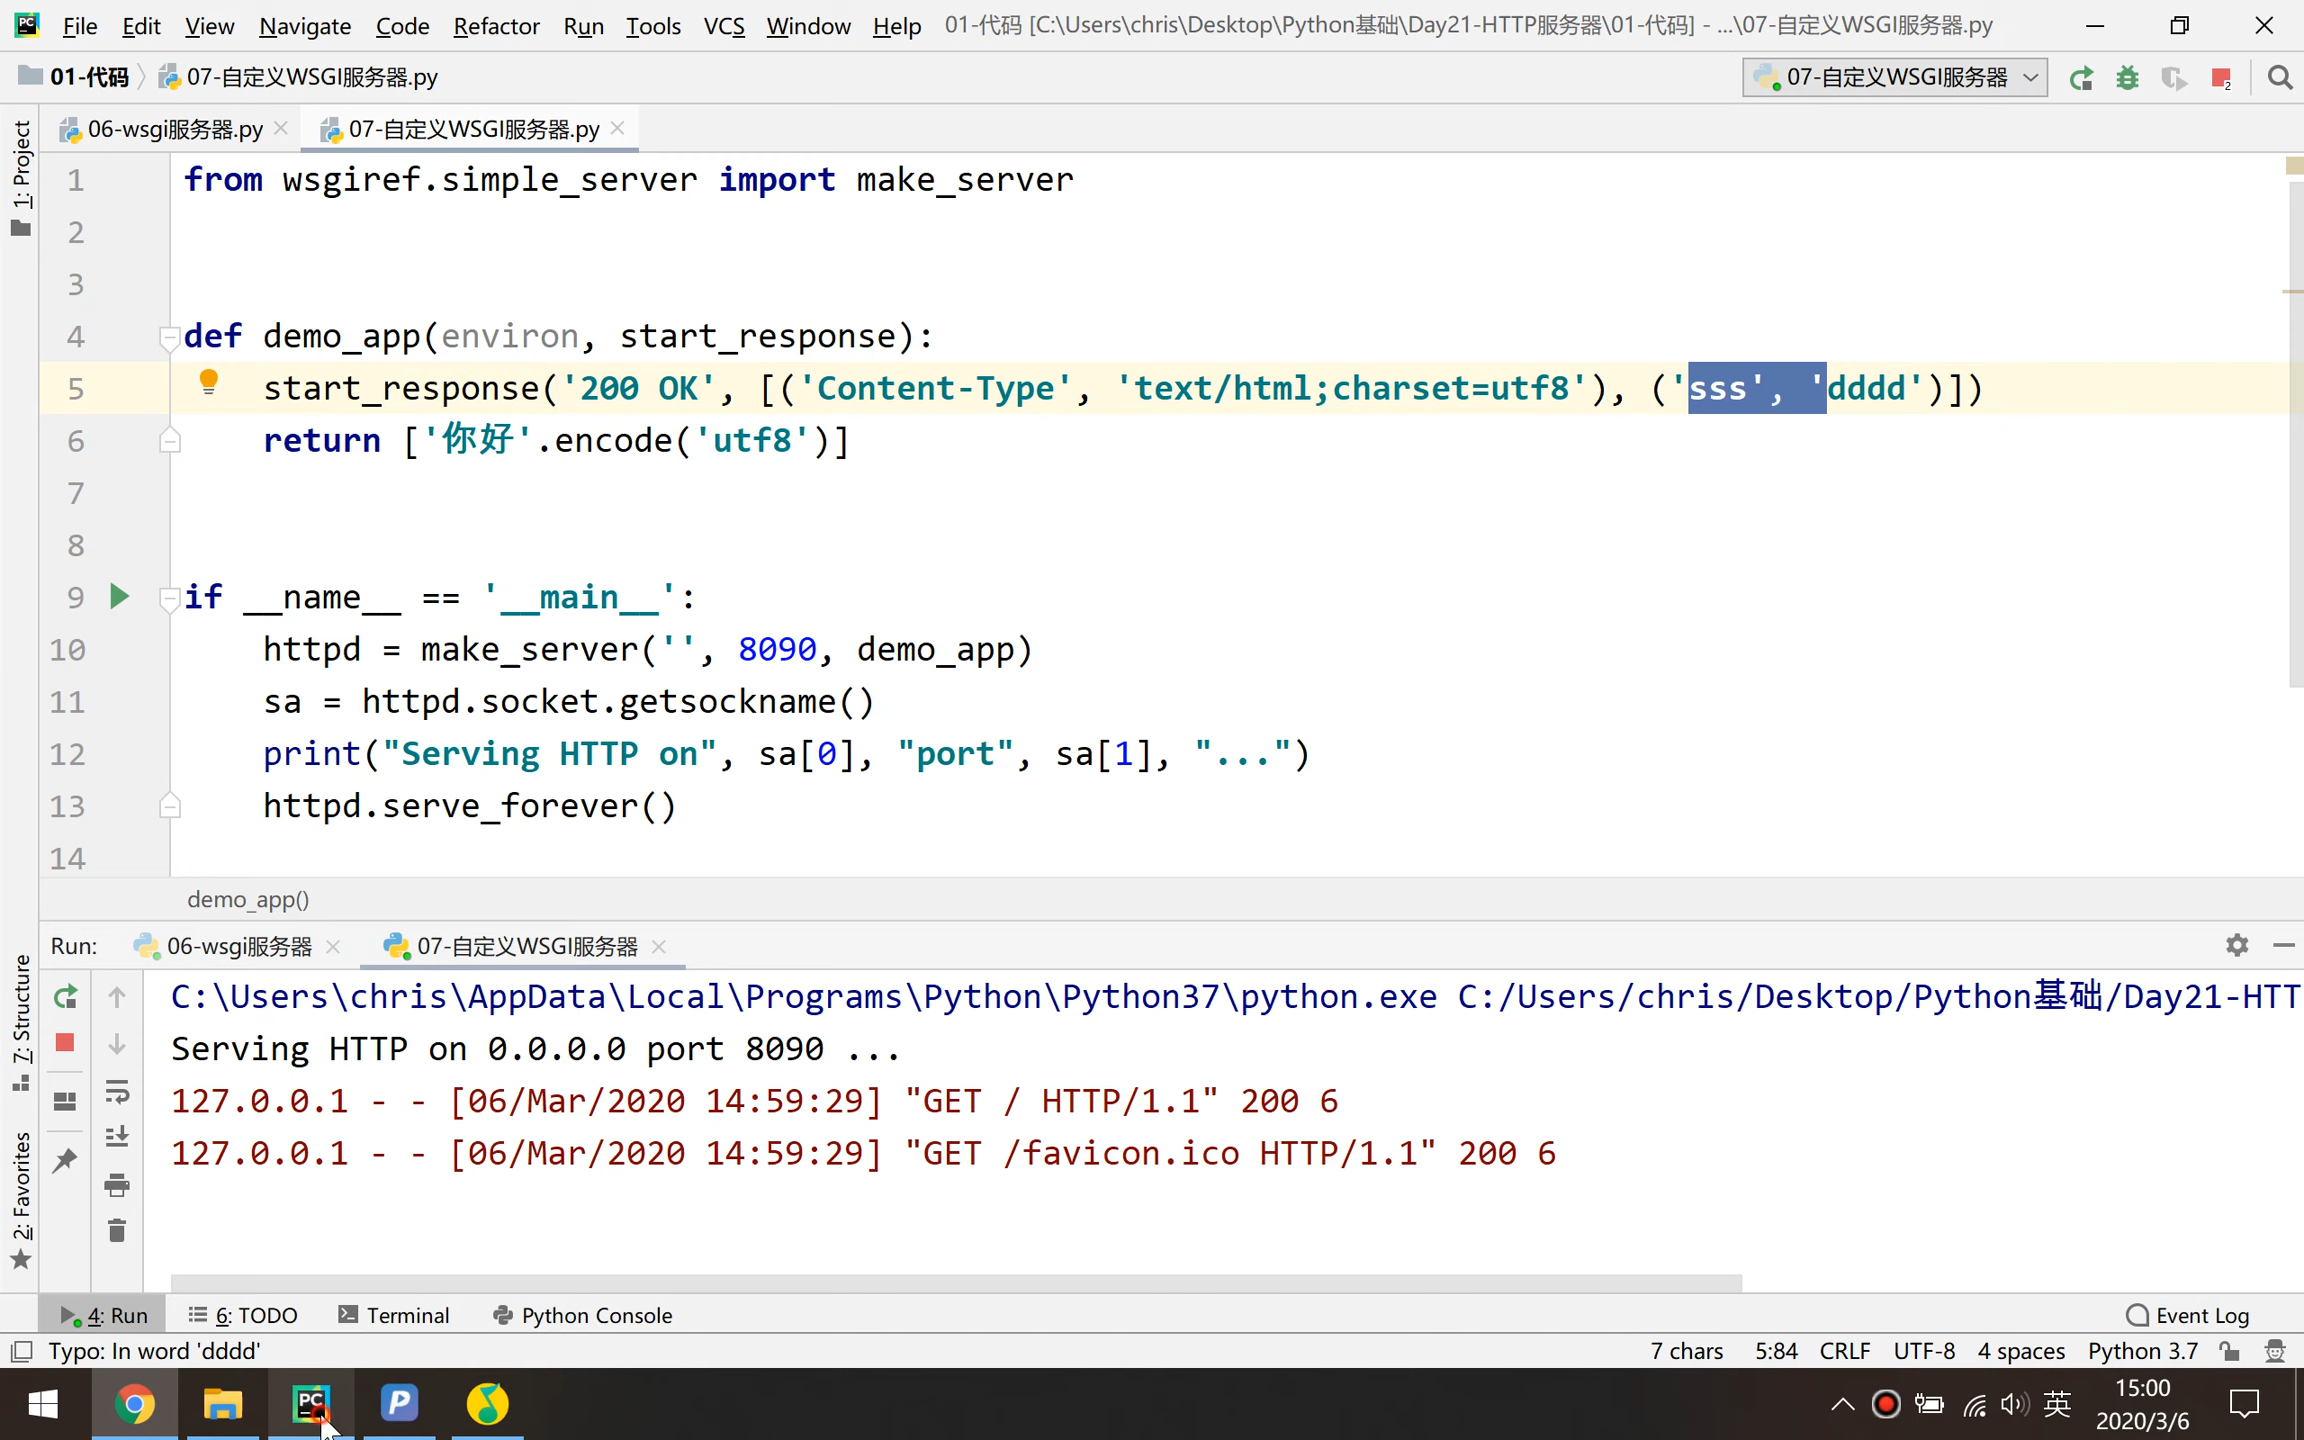 File Edit View Navigate Code Refactor Run Tools VCS Window Help 01-代码 [C:\Users\chris\Desktop\Python基础\Day21-HTTP服务器\01-代码] - ...\07-自定义WSGI服务器.py
01-代码 07-自定义WSGI服务器.py 07-自定义WSGI服务器 2
06-wsgi服务器.py 07-自定义WSGI服务器.py
1: Project
1 from wsgiref.simple_server import make_server
2
3
4 def demo_app(environ, start_response):
5 start_response('200 OK', [('Content-Type', 'text/html;charset=utf8'), ('sss', 'dddd')])
6 return ['你好'.encode('utf8')]
7
8
9 if __name__ == '__main__':
10 httpd = make_server('', 8090, demo_app)
11 sa = httpd.socket.getsockname()
12 print("Serving HTTP on", sa[0], "port", sa[1], "...")
13 httpd.serve_forever()
14
demo_app()
7: Structure
2: Favorites
Run: 06-wsgi服务器 07-自定义WSGI服务器
C:\Users\chris\AppData\Local\Programs\Python\Python37\python.exe C:/Users/chris/Desktop/Python基础/Day21-HTT
Serving HTTP on 0.0.0.0 port 8090 ...
127.0.0.1 - - [06/Mar/2020 14:59:29] "GET / HTTP/1.1" 200 6
127.0.0.1 - - [06/Mar/2020 14:59:29] "GET /favicon.ico HTTP/1.1" 200 6
4: Run 6: TODO Terminal Python Console Event Log
Typo: In word 'dddd' 7 chars 5:84 CRLF UTF-8 4 spaces Python 3.7
PC P 英 15:00
2020/3/6